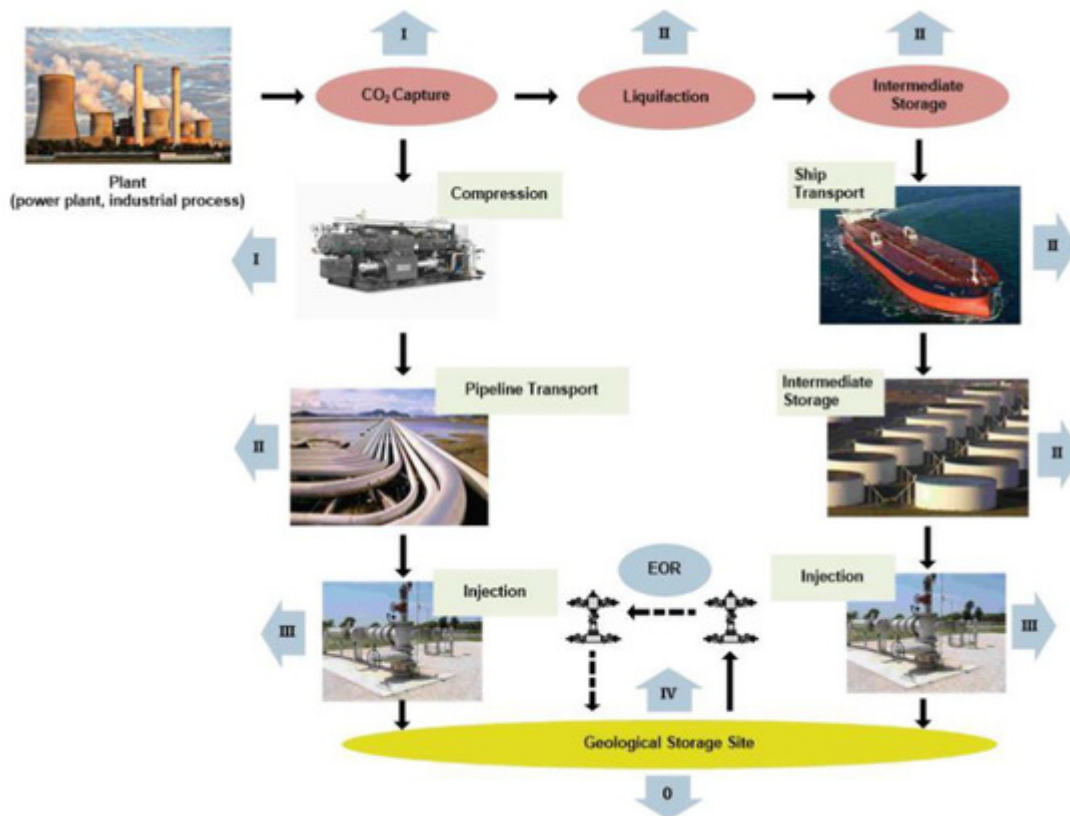 I
II
II
CO₂ Capture
Liquifaction
Intermediate
Storage
Plant
(power plant, industrial process)
Compression
Ship
Transport
I
II
Pipeline Transport
Intermediate
Storage
II
II
EOR
Injection
Injection
III
III
IV
Geological Storage Site
0